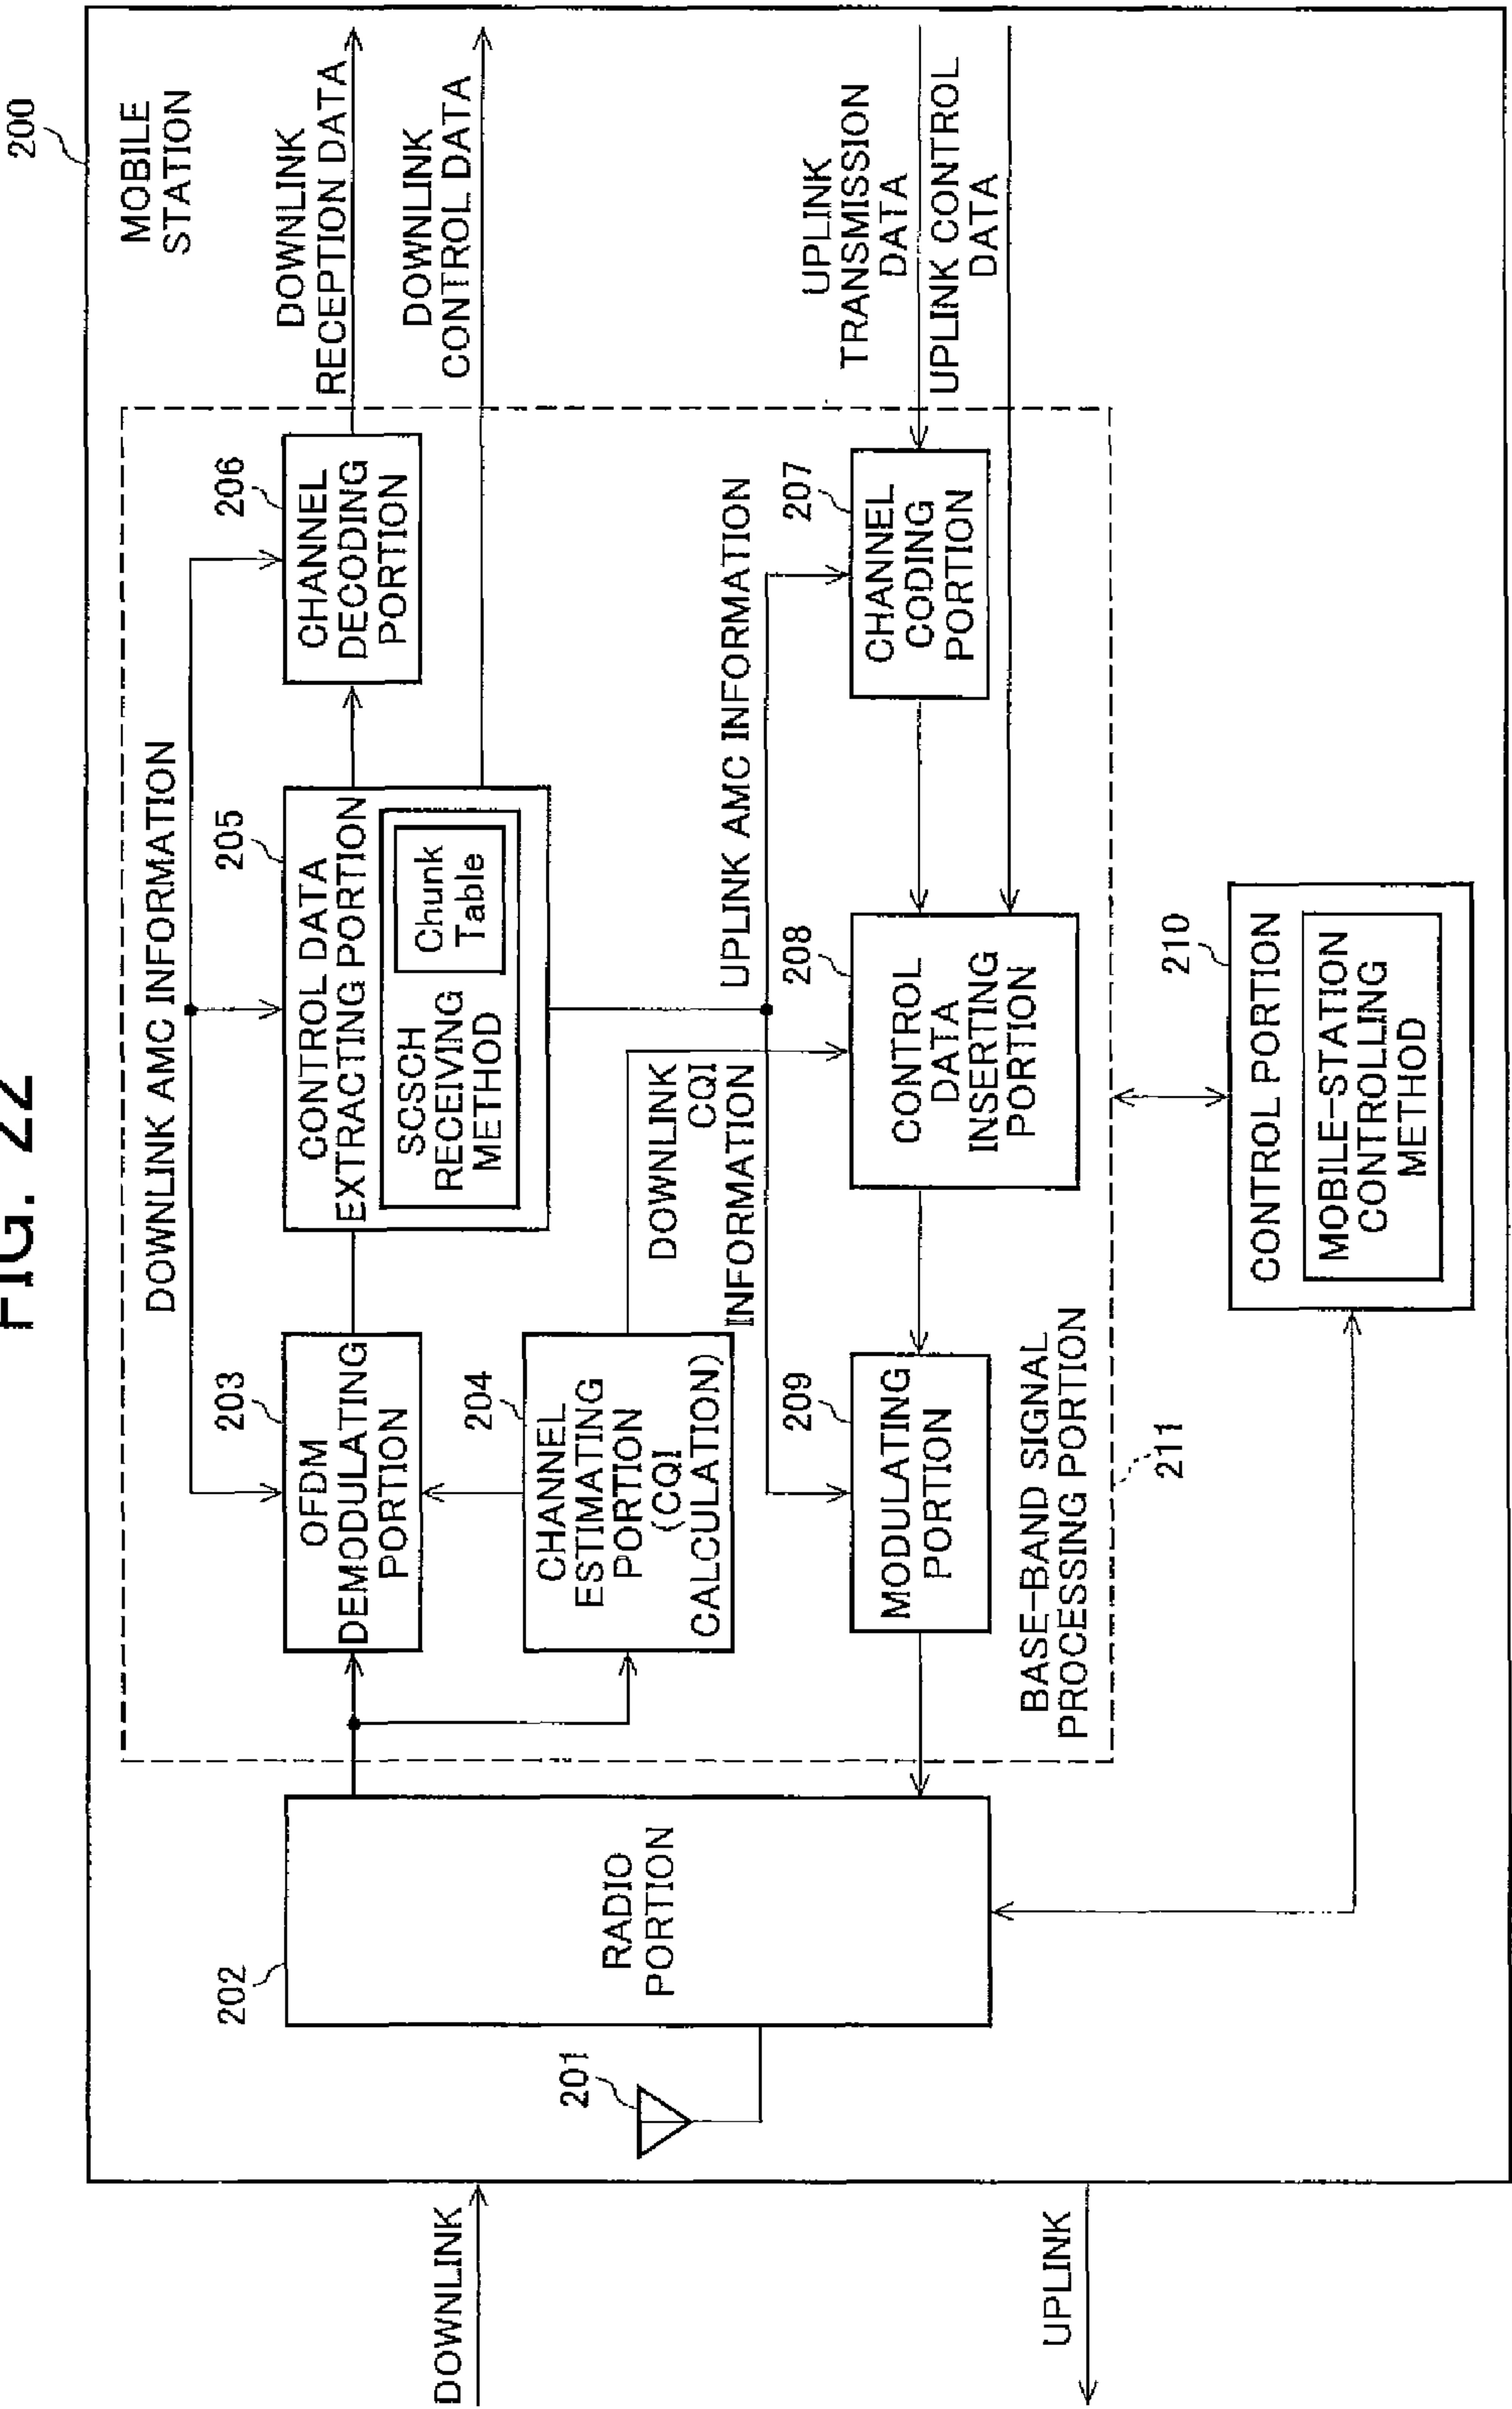 FIG. 22
200
MOBILE
STATION
DOWNLINK
UPLINK
201
202
RADIO
PORTION
DOWNLINK AMC INFORMATION
203
OFDM
DEMODULATING
PORTION
204
CHANNEL
ESTIMATING
PORTION
(CQI
CALCULATION)
205
CONTROL DATA
EXTRACTING PORTION
SCSCH
RECEIVING
METHOD
Chunk
Table
206
CHANNEL
DECODING
PORTION
DOWNLINK
RECEPTION DATA
DOWNLINK
CONTROL DATA
DOWNLINK
CQI
INFORMATION
UPLINK AMC INFORMATION
207
CHANNEL
CODING
PORTION
UPLINK
TRANSMISSION
DATA
UPLINK CONTROL
DATA
208
CONTROL
DATA
INSERTING
PORTION
209
MODULATING
PORTION
BASE-BAND SIGNAL
PROCESSING PORTION
211
210
CONTROL PORTION
MOBILE-STATION
CONTROLLING
METHOD